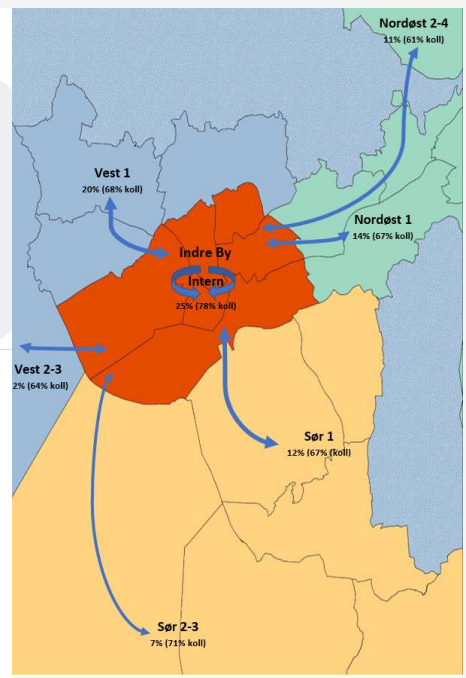 Nordøst 2-4
11% (61% koll)
Vest 1
20% (68% koll)
Nordøst 1
14% (67% koll)
Indre By
Intern
25% (78% koll)
Vest 2-3
2% (64% koll)
Sør 1
12% (67% koll)
Sør 2-3
7% (71% koll)